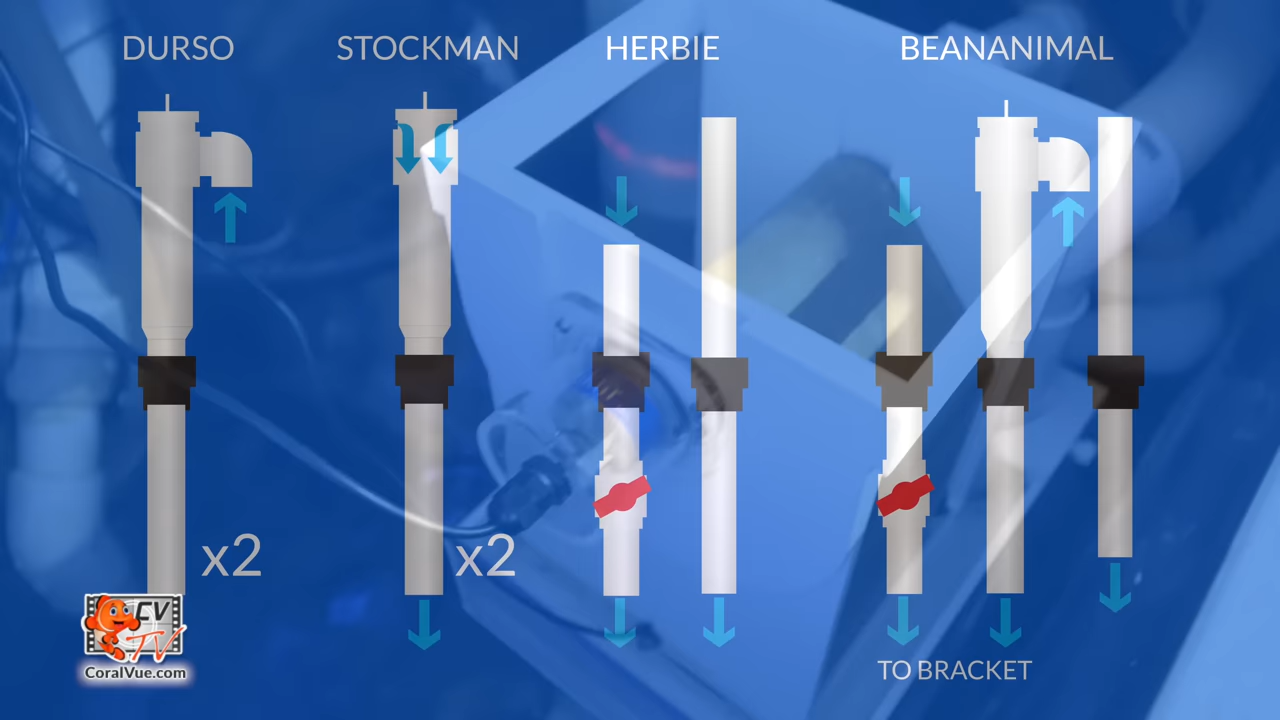 DURSO
STOCKMAN
HERBIE
BEANANIMAL
x2
x2
CV
TV
CoralVue.com
TO BRACKET